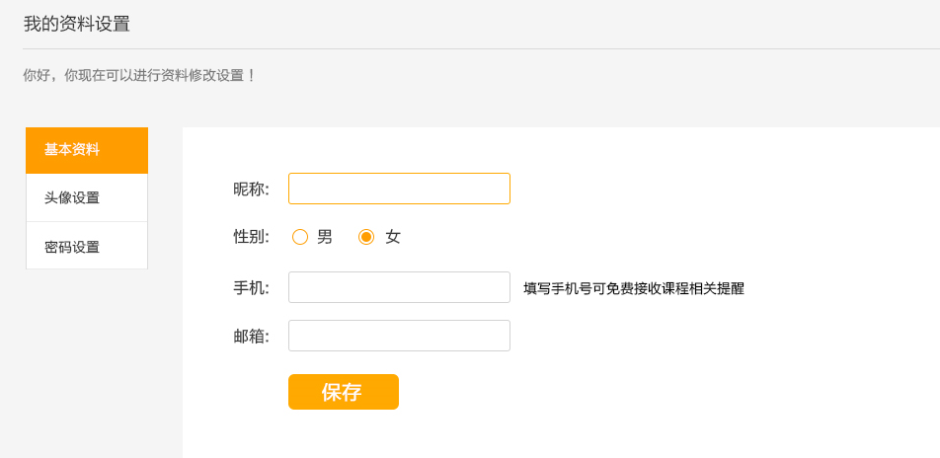 我的资料设置
你好，你现在可以进行资料修改设置！
基本资料
头像设置
密码设置
昵称:
性别: 男 女
手机: 填写手机号可免费接收课程相关提醒
邮箱:
保存